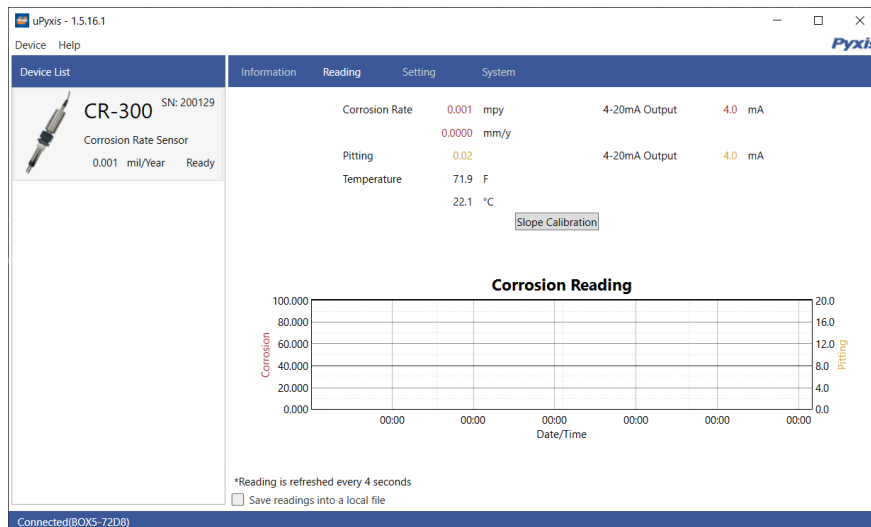 uPyxis - 1.5.16.1
Device Help
Pyxis
Device List
Information Reading Setting System
CR-300 SN: 200129
Corrosion Rate Sensor
0.001 mil/Year Ready
Corrosion Rate 0.001 mpy 4-20mA Output 4.0 mA
0.0000 mm/y
Pitting 0.02 4-20mA Output 4.0 mA
Temperature 71.9 F
22.1 °C
Slope Calibration
Corrosion Reading
100.000 20.0
80.000 16.0
60.000 12.0
40.000 8.0
20.000 4.0
0.000 0.0
Corrosion
Pitting
00:00 00:00 00:00 00:00 00:00 00:00
Date/Time
*Reading is refreshed every 4 seconds
Save readings into a local file
Connected(BOX5-72D8)